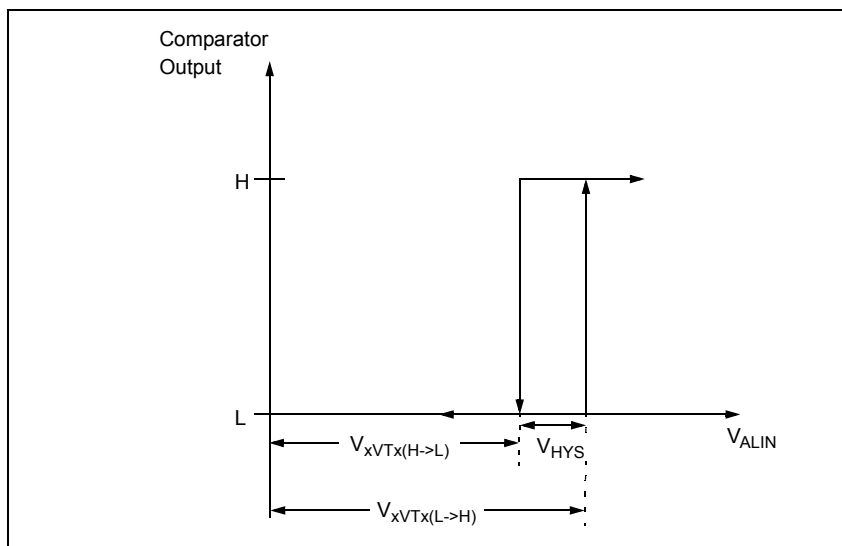 Comparator
Output
H
L
V_ALIN
V_xVTx(H->L)
V_HYS
V_xVTx(L->H)